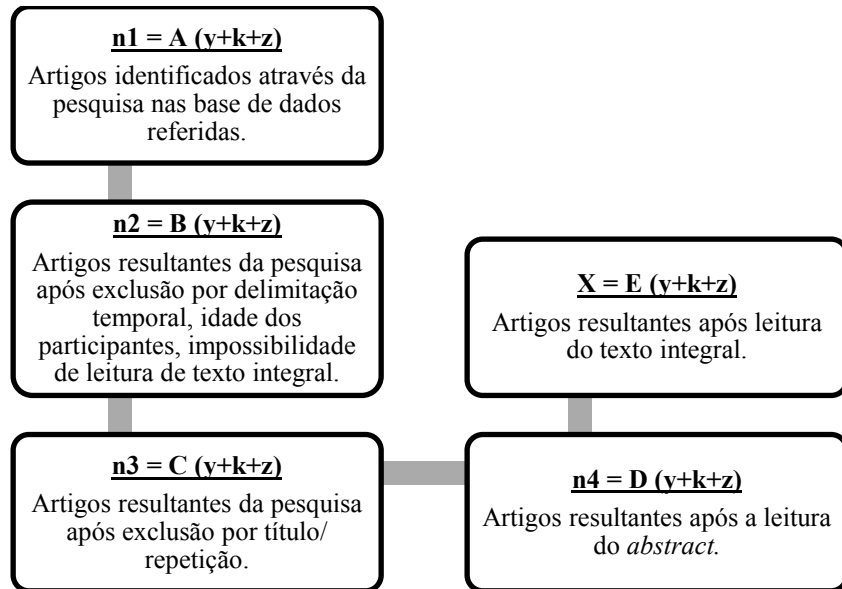 n1 = A (y+k+z)
Artigos identificados através da
pesquisa nas base de dados
referidas.
n2 = B (y+k+z)
Artigos resultantes da pesquisa
após exclusão por delimitação
temporal, idade dos
participantes, impossibilidade
de leitura de texto integral.
n3 = C (y+k+z)
Artigos resultantes da pesquisa
após exclusão por título/
repetição.
n4 = D (y+k+z)
Artigos resultantes após a leitura
do abstract.
X = E (y+k+z)
Artigos resultantes após leitura
do texto integral.